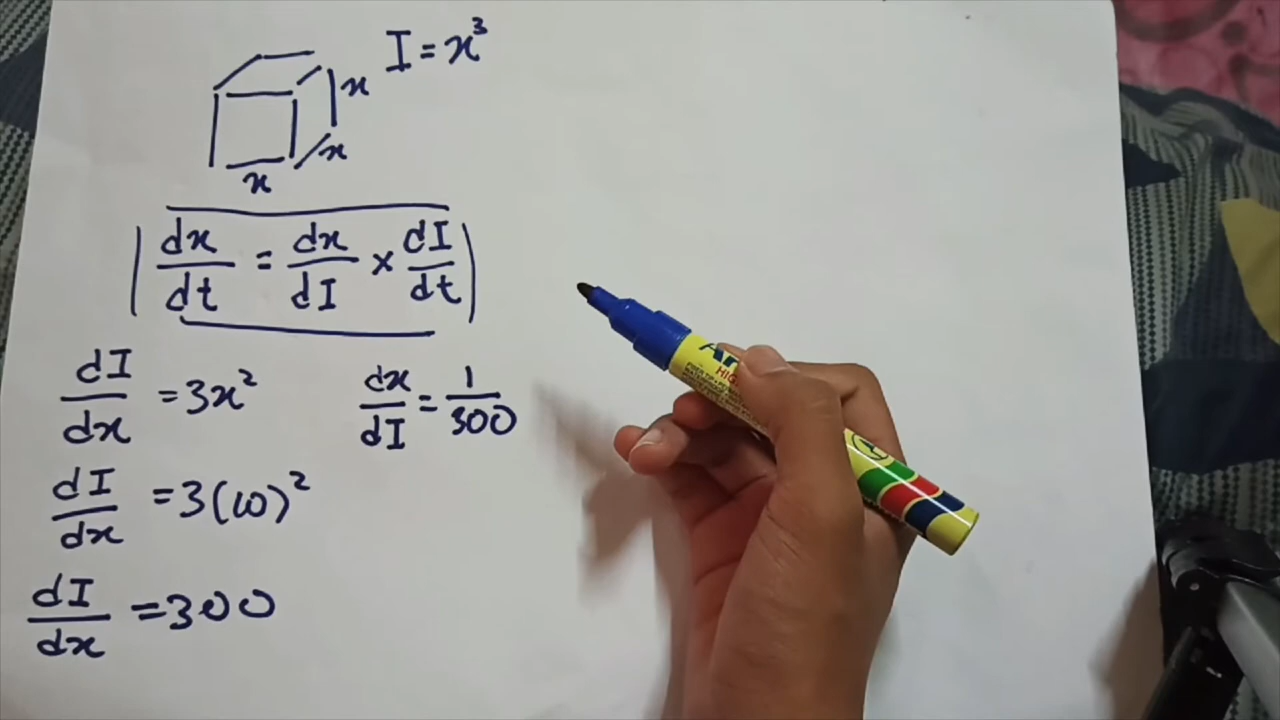 I = x³
x
x
x
dx/dt = dx/dI × dI/dt
dI/dx = 3x²
dx/dI = 1/300
dI/dx = 3(10)²
dI/dx = 300